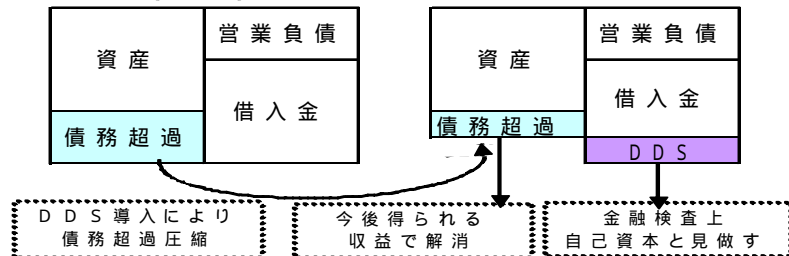 資産
営業負債
借入金
債務超過
資産
営業負債
借入金
債務超過
DDS
DDS導入により
債務超過圧縮
今後得られる
収益で解消
金融検査上
自己資本と見做す